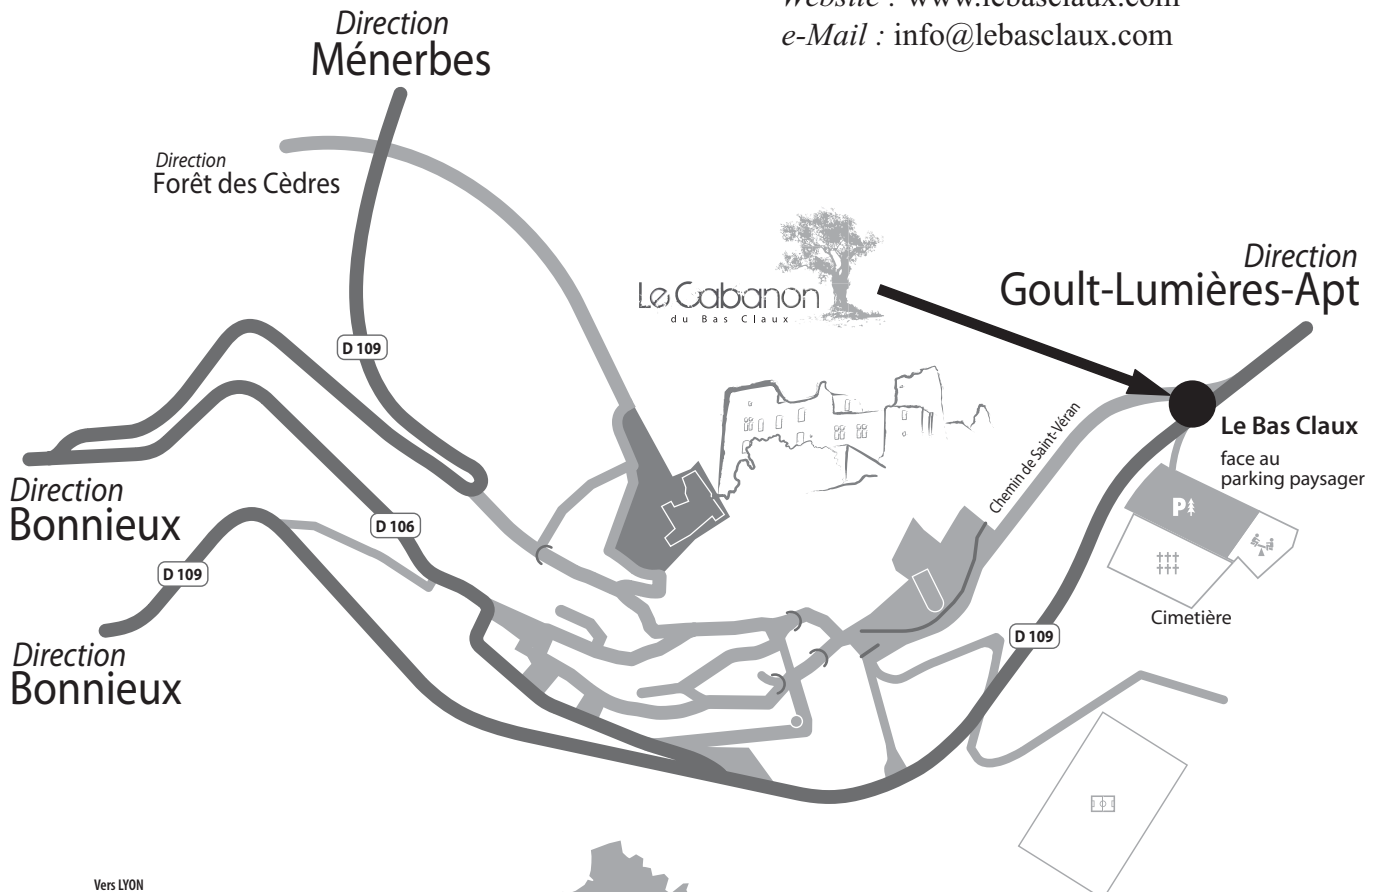 Website : www.lebasclaux.com
e-Mail : info@lebasclaux.com
Direction
Ménerbes
Direction
Forêt des Cèdres
Le Cabanon
du Bas Claux
Direction
Goult-Lumières-Apt
D 109
Chemin de Saint-Véran
Le Bas Claux
face au
parking paysager
P
Direction
Bonnieux
D 106
D 109
Cimetière
D 109
Direction
Bonnieux
Vers LYON